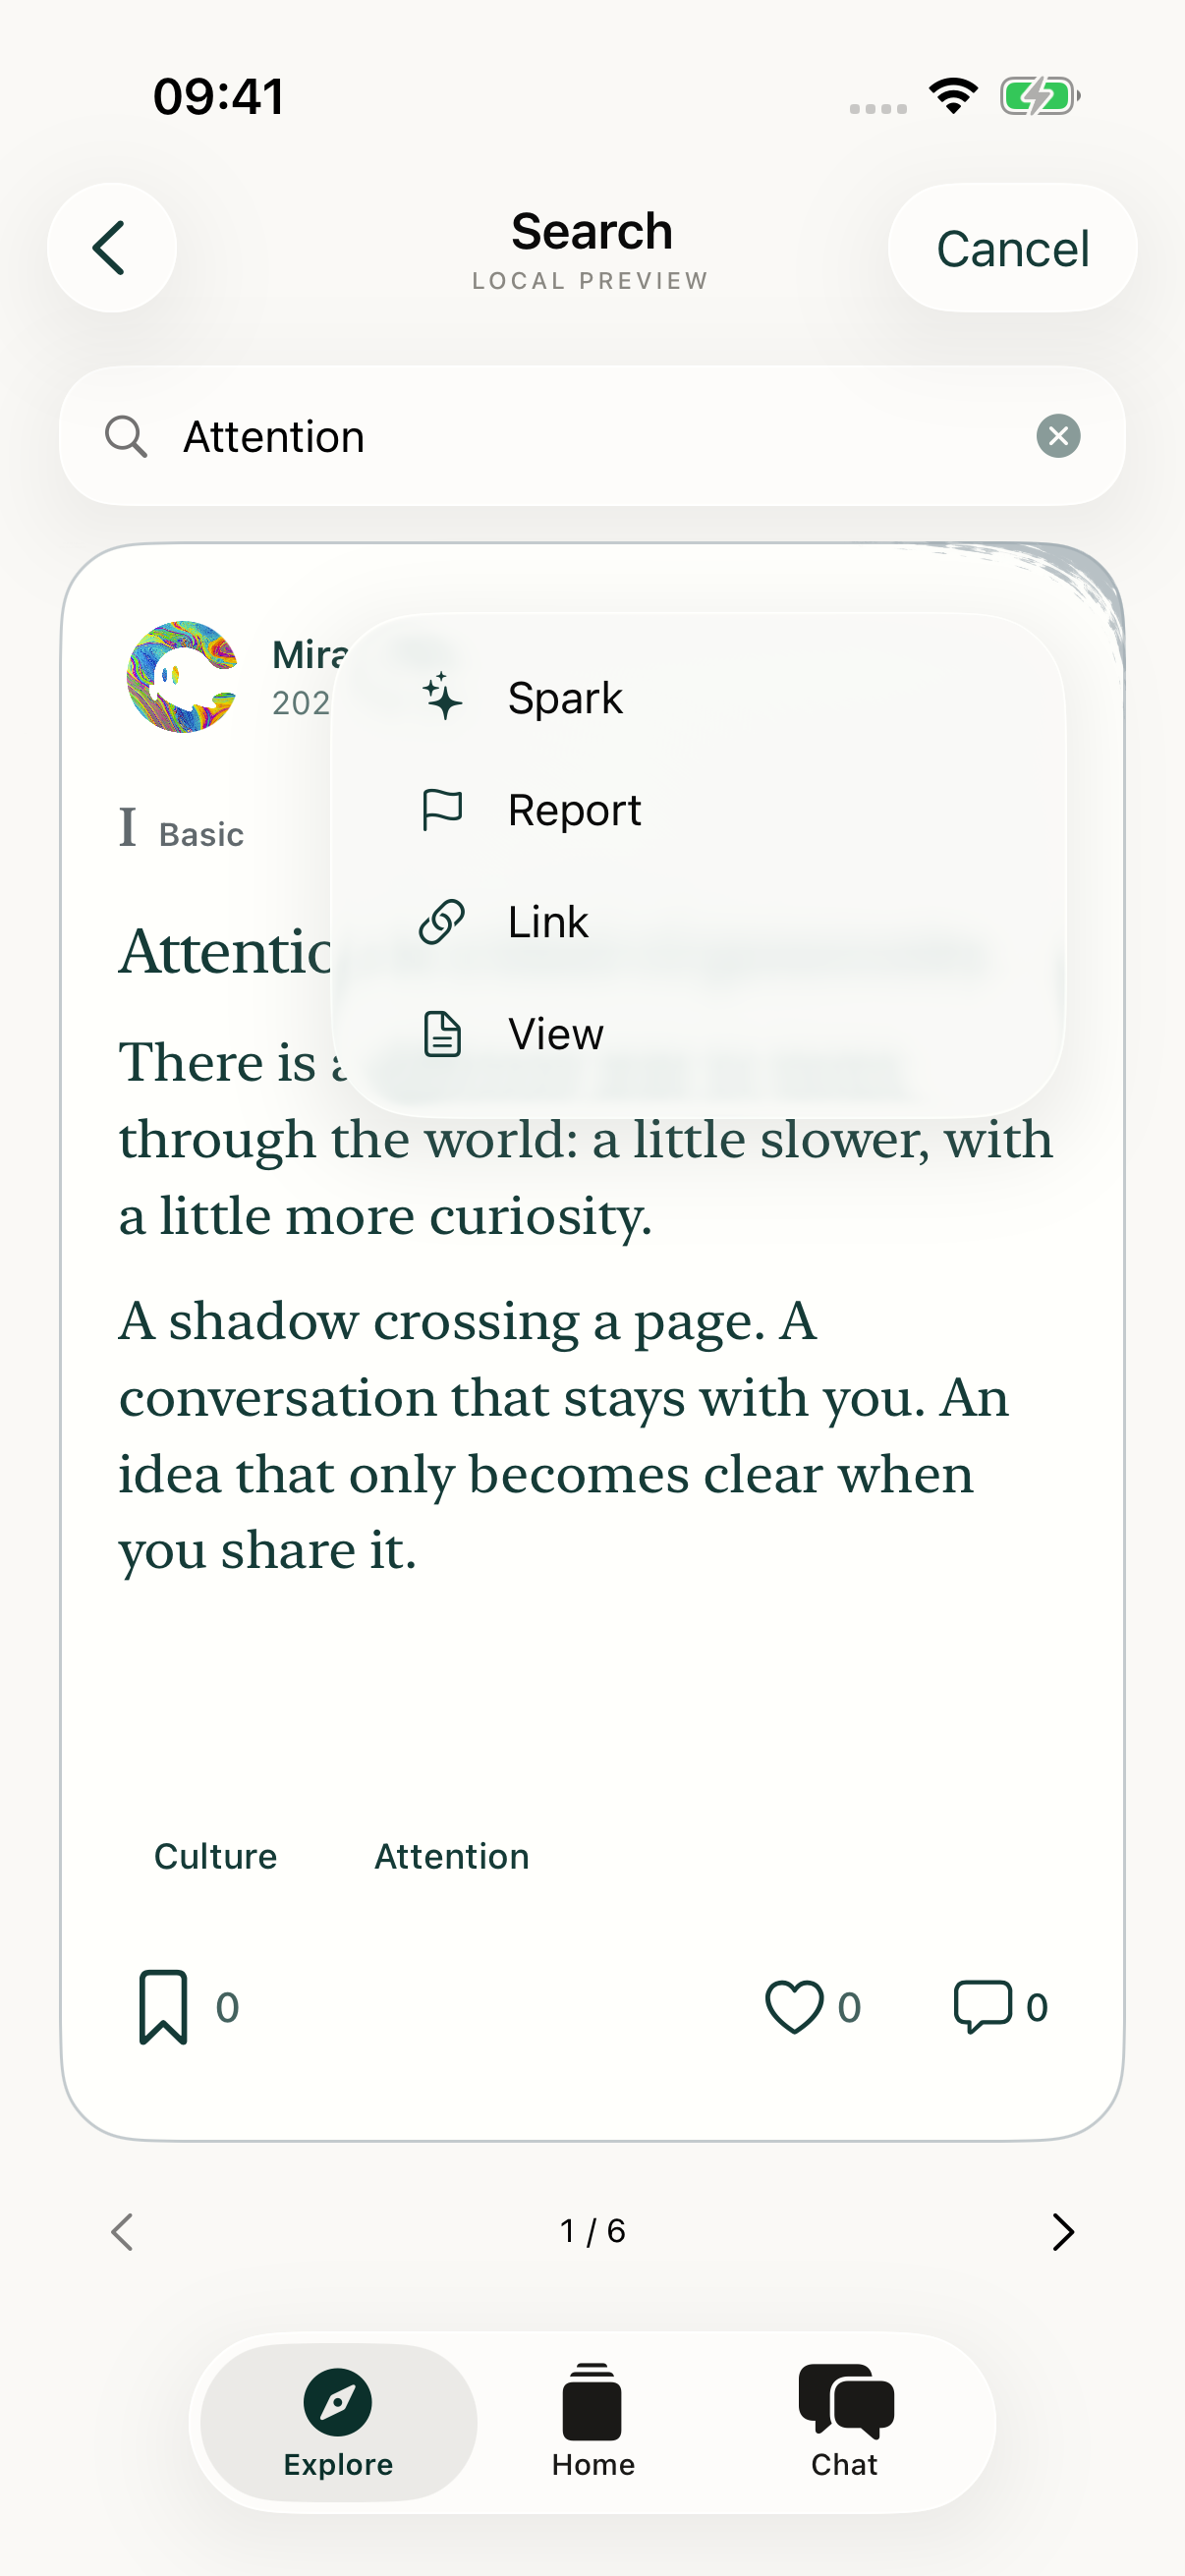 09:41
Search
LOCAL PREVIEW
Cancel
Attention
Spark
Report
Link
View
Basic
There is
through the world: a little slower, with
a little more curiosity.
A shadow crossing a page. A
conversation that stays with you. An
idea that only becomes clear when
you share it.
Culture Attention
0 0 0
1 / 6
Explore Home Chat